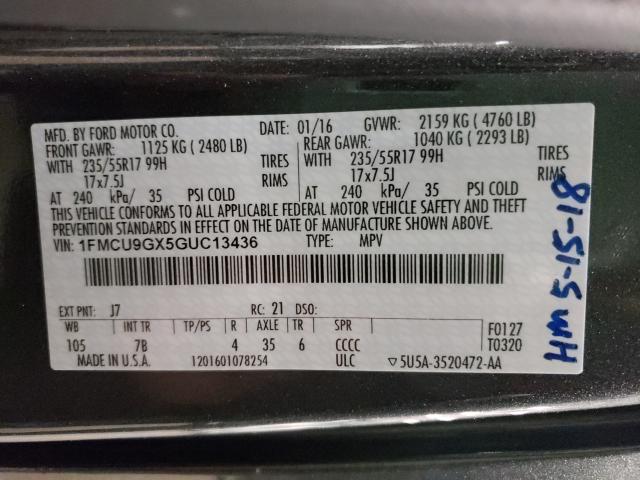 MFD. BY FORD MOTOR CO. DATE: 01/16 GVWR: 2159 KG ( 4760 LB)
FRONT GAWR: 1125 KG ( 2480 LB) REAR GAWR: 1040 KG ( 2293 LB)
WITH 235/55R17 99H TIRES WITH 235/55R17 99H TIRES
17x7.5J RIMS 17x7.5J RIMS
AT 240 kPa/ 35 PSI COLD AT 240 kPa/ 35 PSI COLD
THIS VEHICLE CONFORMS TO ALL APPLICABLE FEDERAL MOTOR VEHICLE SAFETY AND THEFT
PREVENTION STANDARDS IN EFFECT ON THE DATE OF MANUFACTURE SHOWN ABOVE.
VIN: 1FMCU9GX5GUC13436 TYPE: MPV
EXT PNT: J7 RC: 21 DSO:
WB INT TR TP/PS R AXLE TR SPR F0127
105 7B 4 35 6 CCCC T0320
MADE IN U.S.A. 1201601078254 ULC ▽5U5A-3520472-AA
HW 5-15-18